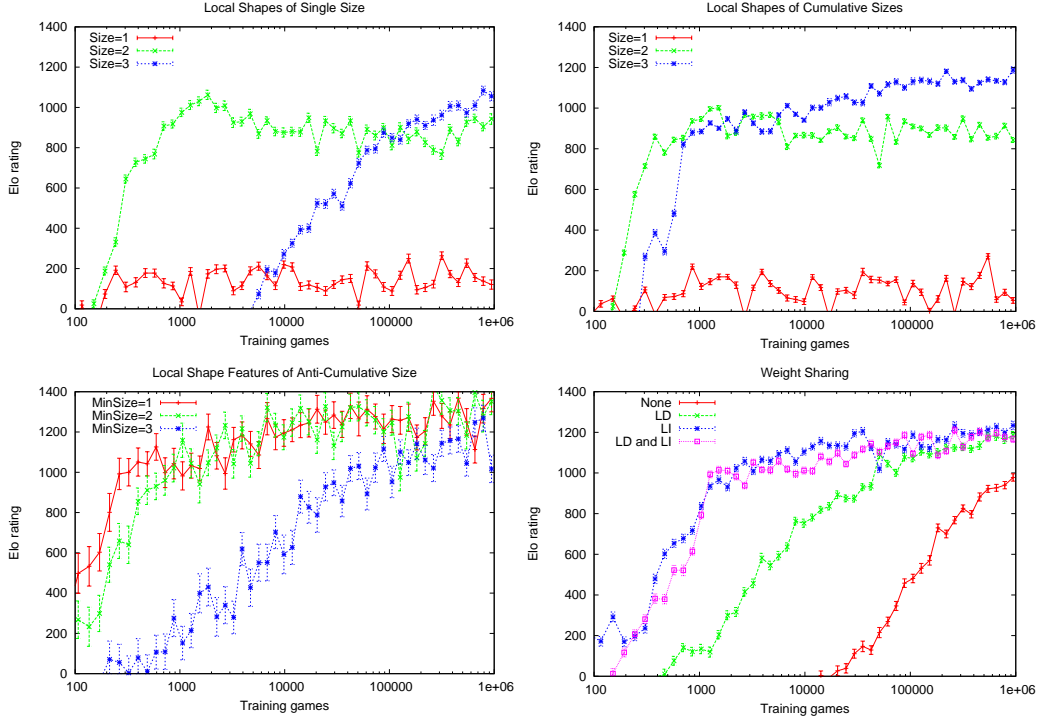 Local Shapes of Single Size
Size=1
Size=2
Size=3
Elo rating
1400
1200
1000
800
600
400
200
0
100 1000 10000 100000 1e+06
Training games
Local Shapes of Cumulative Sizes
Size=1
Size=2
Size=3
Elo rating
1400
1200
1000
800
600
400
200
0
100 1000 10000 100000 1e+06
Training games
Local Shape Features of Anti-Cumulative Size
MinSize=1
MinSize=2
MinSize=3
Elo rating
1400
1200
1000
800
600
400
200
0
100 1000 10000 100000 1e+06
Training games
Weight Sharing
None
LD
LI
LD and LI
Elo rating
1400
1200
1000
800
600
400
200
0
100 1000 10000 100000 1e+06
Training games